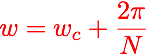 w = w_c + \frac{2\pi}{N}